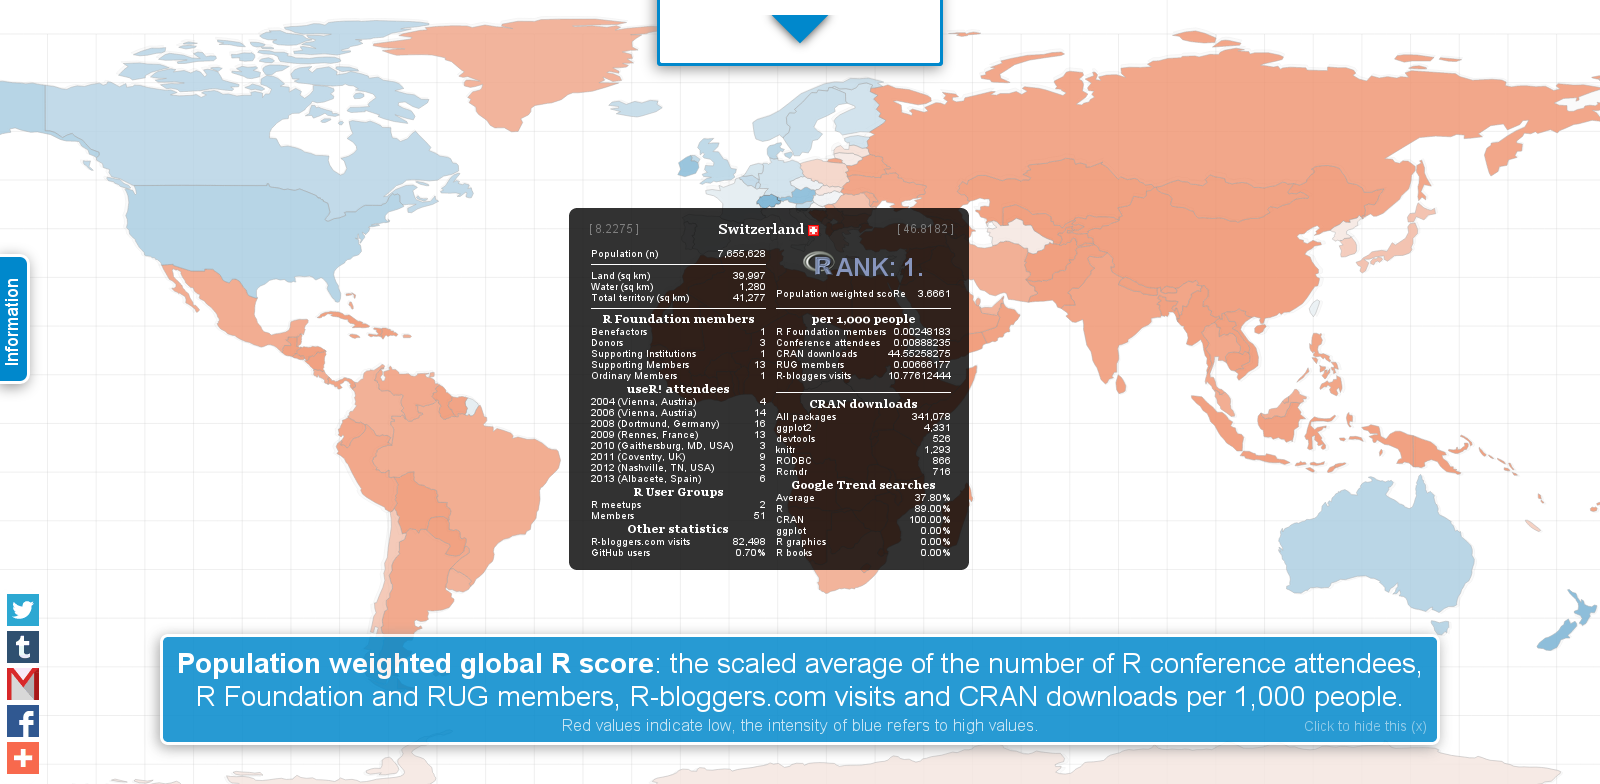 [ 8.2275 ] Switzerland [ 46.8182 ]
Population (n) 7,655,628
Land (sq km) 39,997
Water (sq km) 1,280
Total territory (sq km) 41,277
R Foundation members
Benefactors 1
Donors 3
Supporting Institutions 1
Supporting Members 13
Ordinary Members 1
useR! attendees
2004 (Vienna, Austria) 4
2006 (Vienna, Austria) 14
2008 (Dortmund, Germany) 16
2009 (Rennes, France) 13
2010 (Gaithersburg, MD, USA) 3
2011 (Coventry, UK) 9
2012 (Nashville, TN, USA) 3
2013 (Albacete, Spain) 6
R User Groups
R meetups 2
Members 51
Other statistics
R-bloggers.com visits 82,498
GitHub users 0.70%
RANK: 1.
Population weighted scoRe 3.6661
per 1,000 people
R Foundation members 0.00248183
Conference attendees 0.00888235
CRAN downloads 44.55258275
RUG members 0.00666177
R-bloggers visits 10.77612444
CRAN downloads
All packages 341,078
ggplot2 4,331
devtools 526
knitr 1,293
RODBC 866
Rcmdr 716
Google Trend searches
Average 37.80%
R 89.00%
CRAN 100.00%
ggplot 0.00%
R graphics 0.00%
R books 0.00%
Information
Population weighted global R score: the scaled average of the number of R conference attendees,
R Foundation and RUG members, R-bloggers.com visits and CRAN downloads per 1,000 people.
Red values indicate low, the intensity of blue refers to high values.
Click to hide this (x)